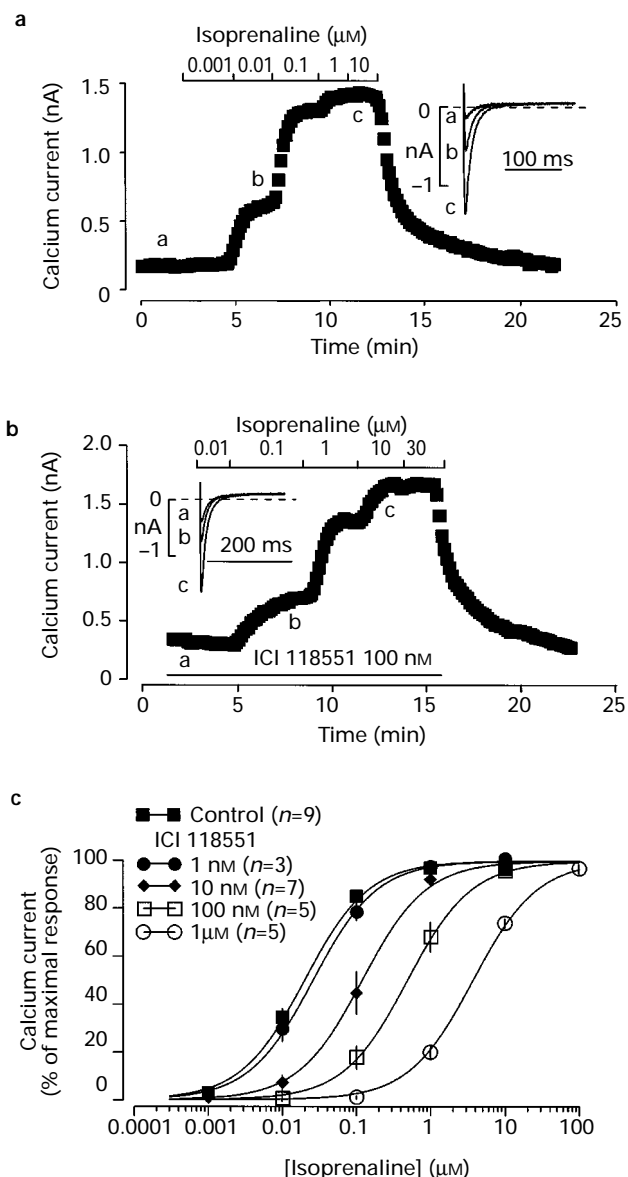 a
Isoprenaline (μM)
0.001 0.01 0.1 1 10
1.5
1.0
0.5
0
Calcium current (nA)
a
b
c
0
a
nA
b
−1
c
100 ms
0 5 10 15 20 25
Time (min)
b
Isoprenaline (μM)
0.01 0.1 1 10 30
2.0
1.5
1.0
0.5
0
Calcium current (nA)
0
a
nA
b
−1
c
200 ms
a
b
c
ICI 118551 100 nM
0 5 10 15 20 25
Time (min)
c
Control (n=9)
ICI 118551
1 nM (n=3)
10 nM (n=7)
100 nM (n=5)
1μM (n=5)
100
80
60
40
20
0
Calcium current
(% of maximal response)
0.0001 0.001 0.01 0.1 1 10 100
[Isoprenaline] (μM)